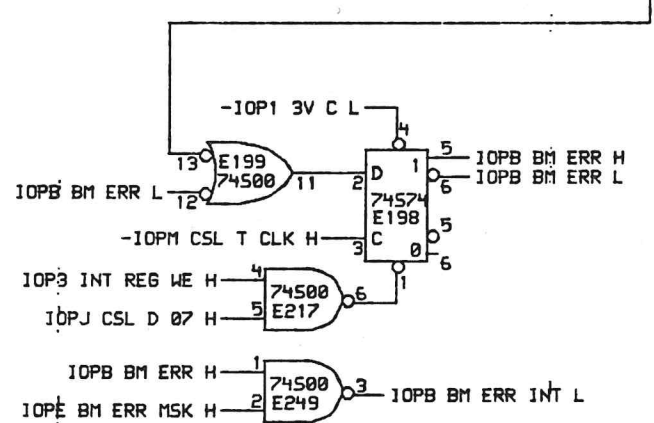 -IOP1 3V C L
4
13 E199 74S00 11
IOPB BM ERR L 12
2 D 1 5 IOPB BM ERR H
6 IOPB BM ERR L
74S74
E198
-IOPM CSL T CLK H 3 C 5
0 6
1
IOP3 INT REG WE H 4
74S00 6
IOPJ CSL D 07 H 5 E217
IOPB BM ERR H 1
74S00 3 IOPB BM ERR INT L
IOPE BM ERR MSK H 2 E249